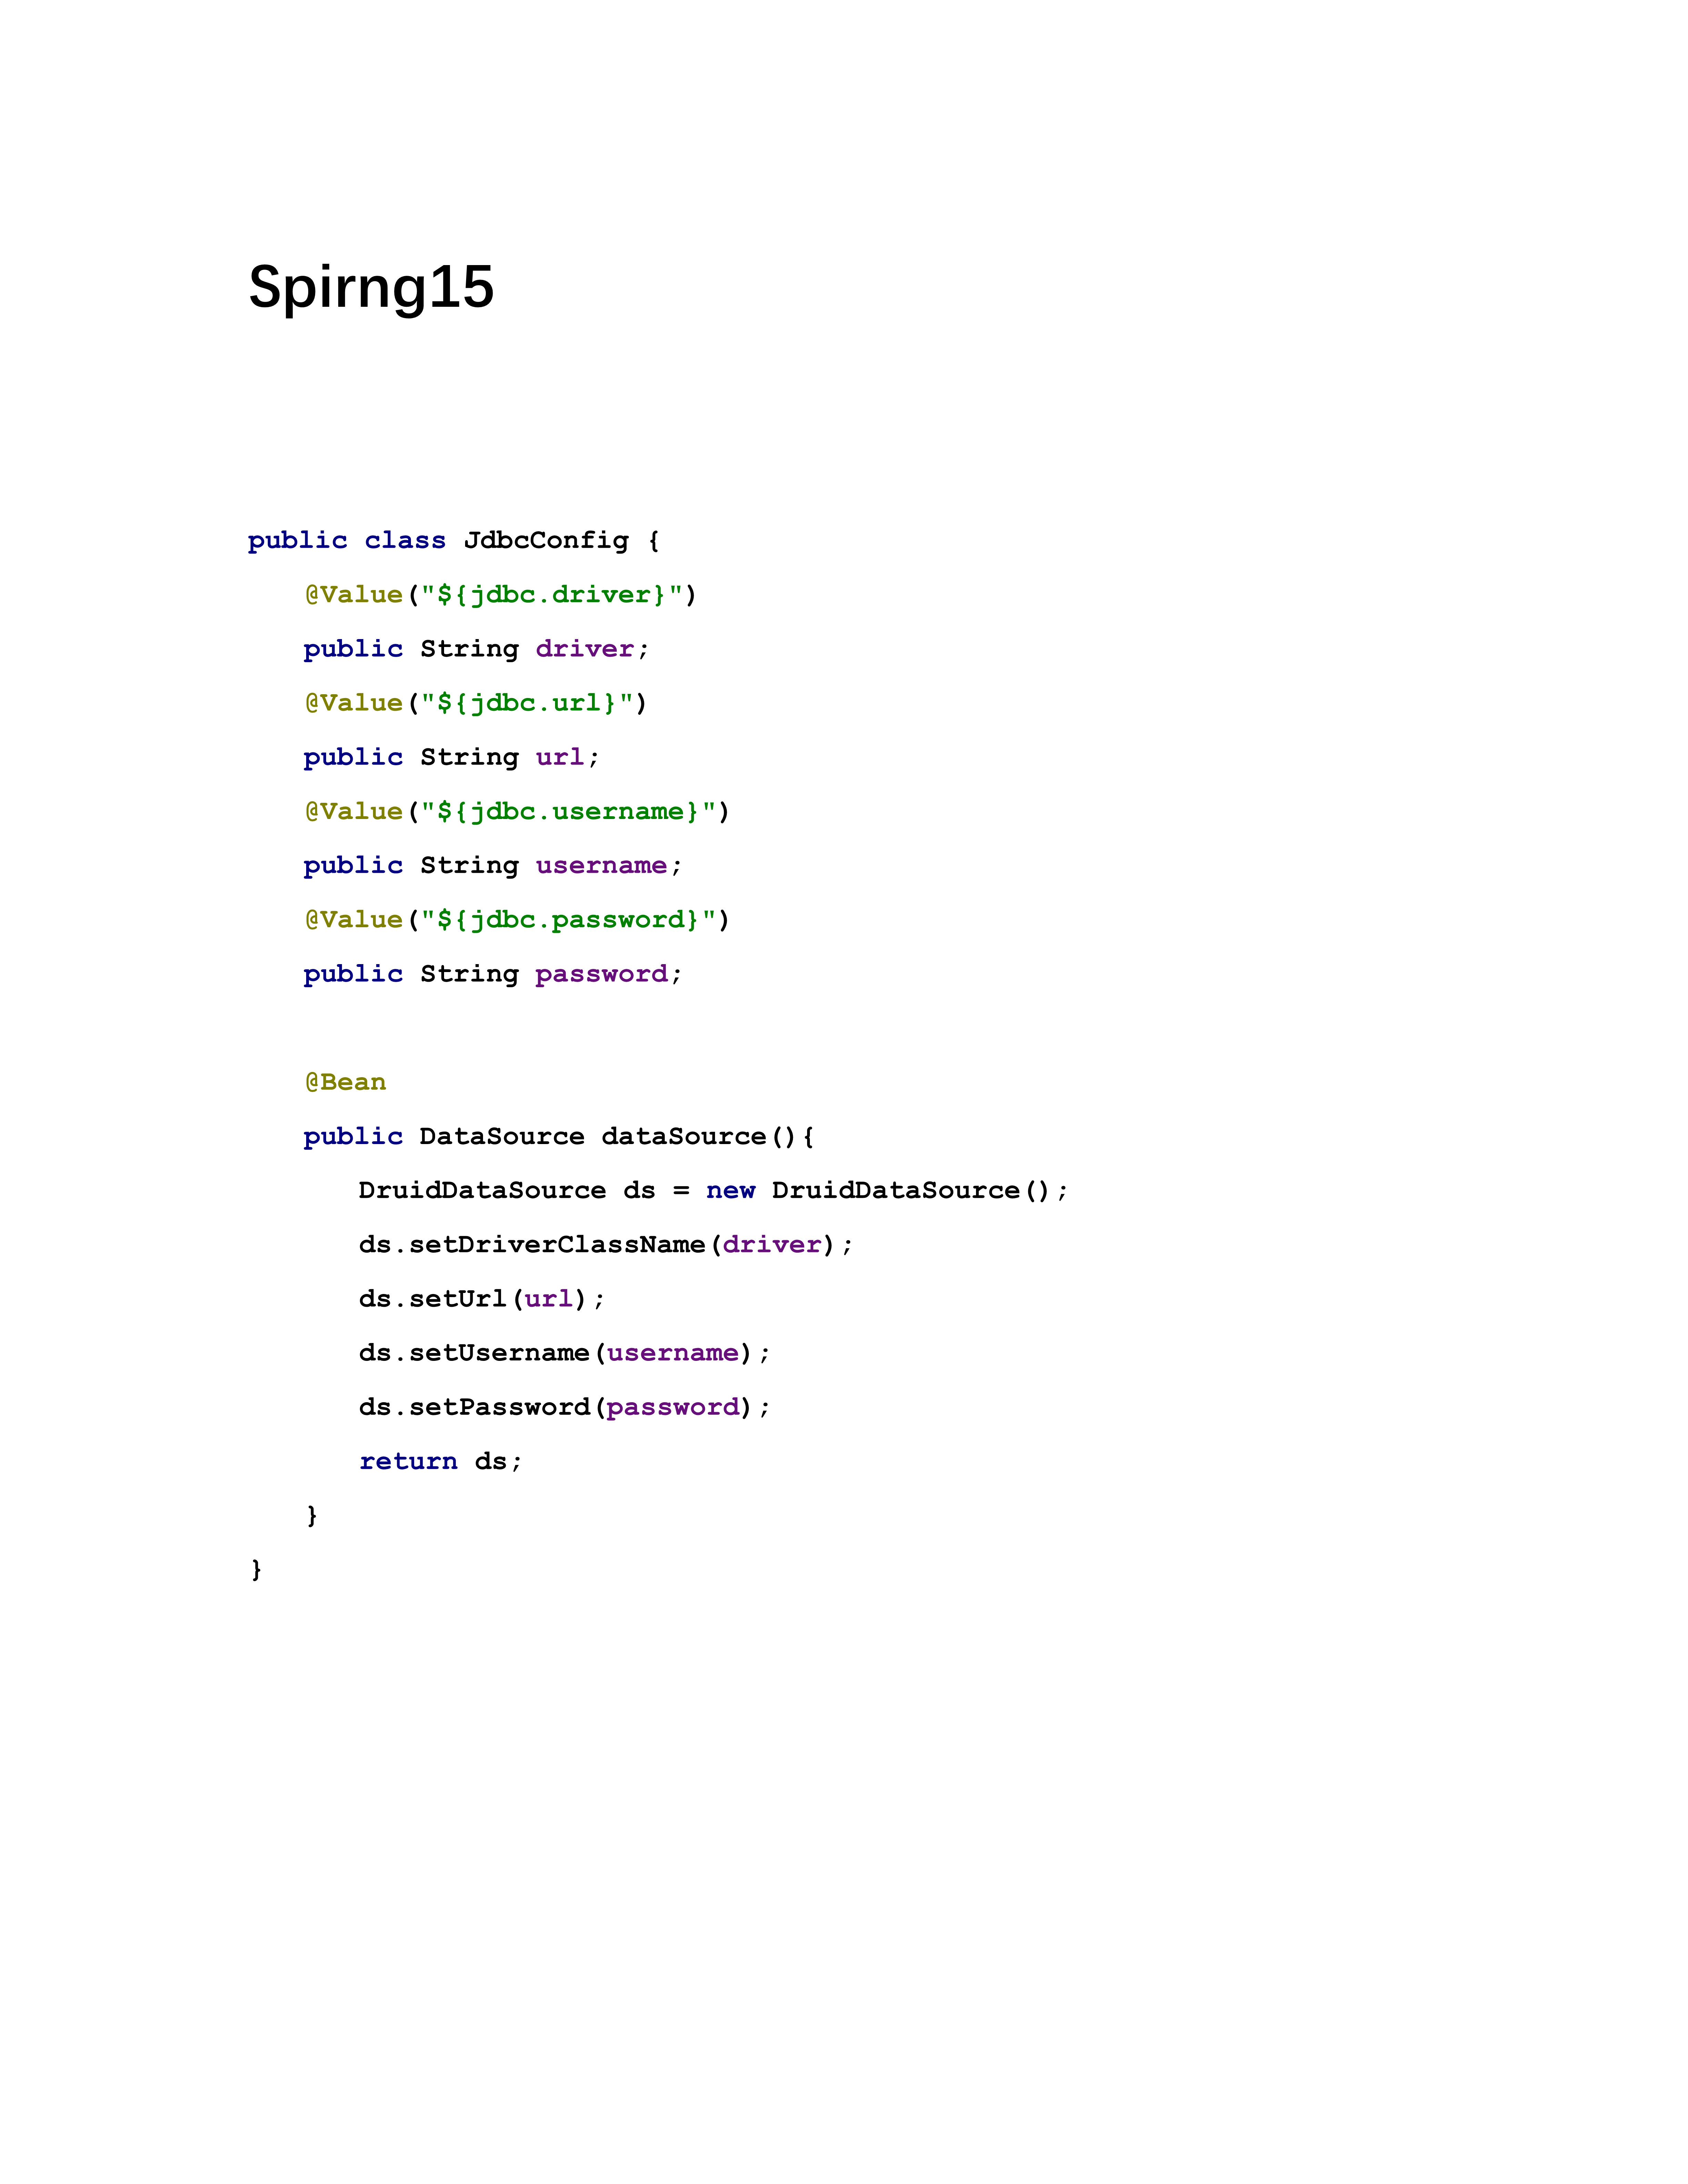 Spirng15
public class JdbcConfig {
@Value("${jdbc.driver}")
public String driver;
@Value("${jdbc.url}")
public String url;
@Value("${jdbc.username}")
public String username;
@Value("${jdbc.password}")
public String password;
@Bean
public DataSource dataSource(){
DruidDataSource ds = new DruidDataSource();
ds.setDriverClassName(driver);
ds.setUrl(url);
ds.setUsername(username);
ds.setPassword(password);
return ds;
}
}